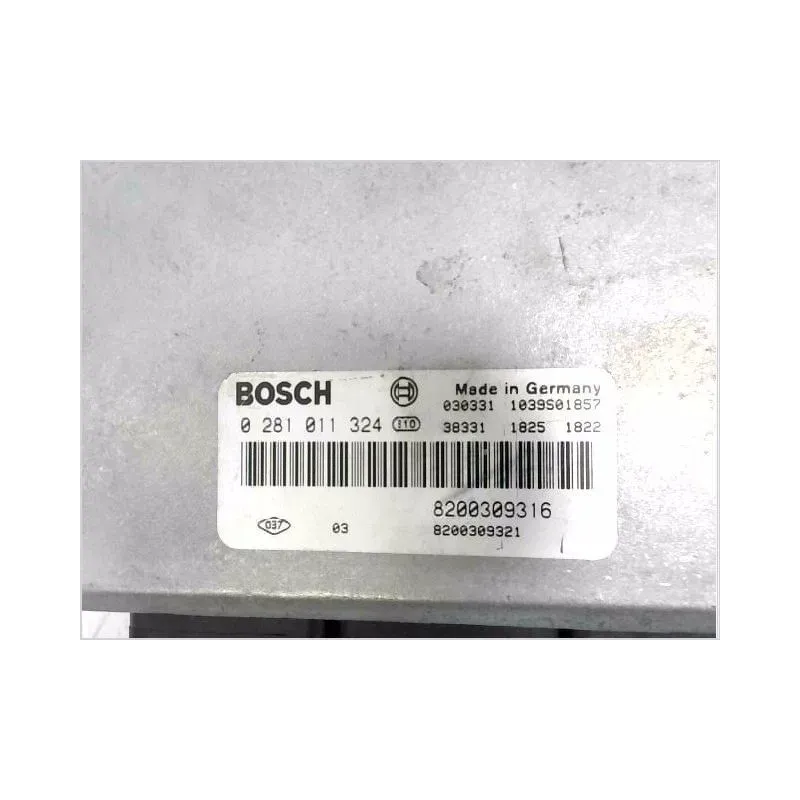 BOSCH Made in Germany
030331 1039S01857
0 281 011 324 38331 1825 1822
8200309316
037 03 8200309321